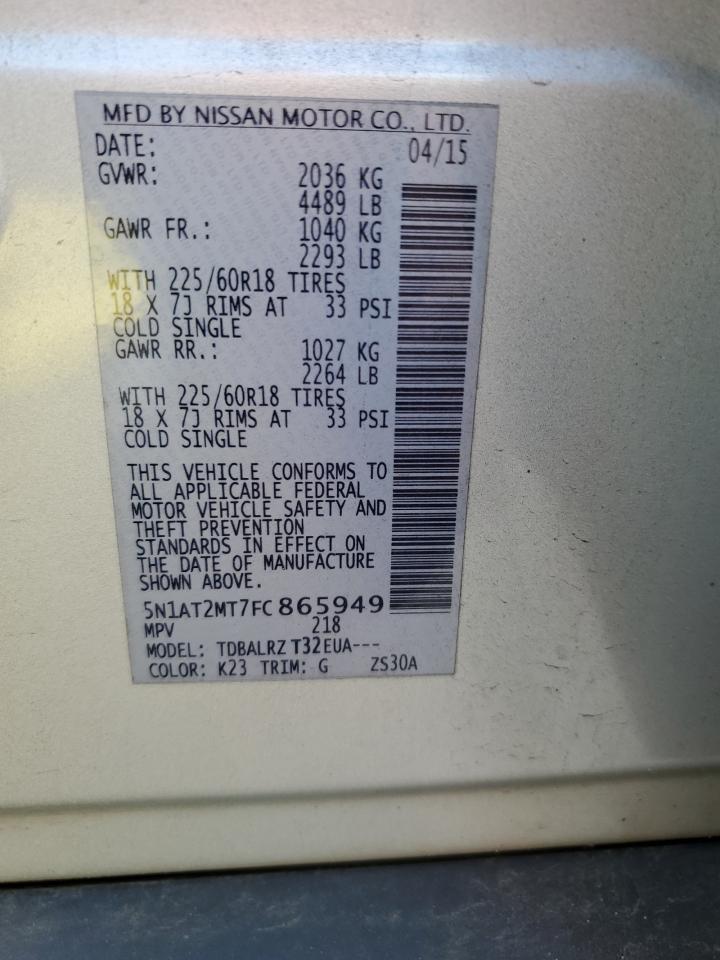 MFD BY NISSAN MOTOR CO., LTD.
DATE: 04/15
GVWR: 2036 KG
4489 LB
GAWR FR.: 1040 KG
2293 LB
WITH 225/60R18 TIRES
18 X 7J RIMS AT 33 PSI
COLD SINGLE
GAWR RR.: 1027 KG
2264 LB
WITH 225/60R18 TIRES
18 X 7J RIMS AT 33 PSI
COLD SINGLE
THIS VEHICLE CONFORMS TO
ALL APPLICABLE FEDERAL
MOTOR VEHICLE SAFETY AND
THEFT PREVENTION
STANDARDS IN EFFECT ON
THE DATE OF MANUFACTURE
SHOWN ABOVE.
5N1AT2MT7FC865949
MPV 218
MODEL: TDBALRZ T32EUA---
COLOR: K23 TRIM: G ZS30A